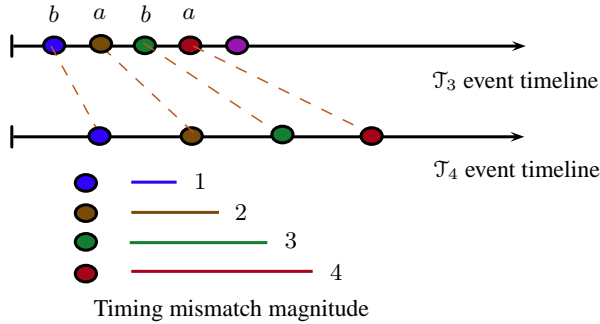 b a b a
𝒯₃ event timeline
𝒯₄ event timeline
1
2
3
4
Timing mismatch magnitude